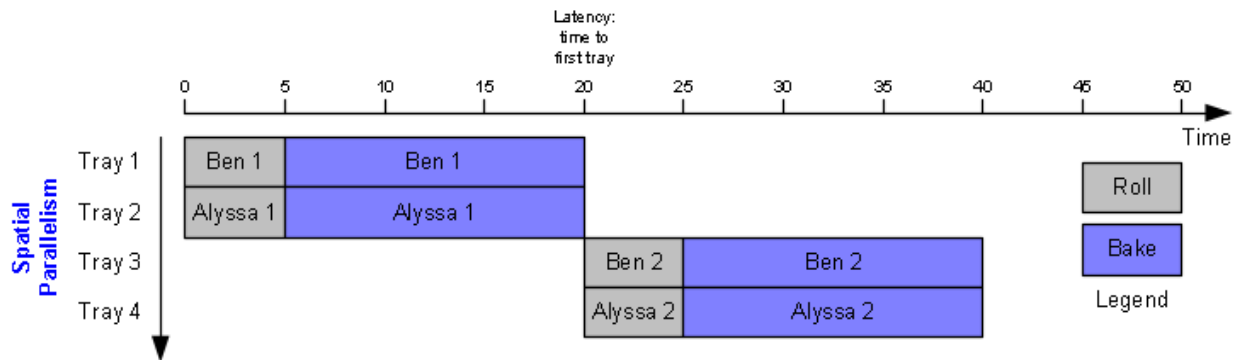 Latency:
time to
first tray
0 5 10 15 20 25 30 35 40 45 50
Time
Spatial
Parallelism
Tray 1 Ben 1 Ben 1
Tray 2 Alyssa 1 Alyssa 1
Tray 3 Ben 2 Ben 2
Tray 4 Alyssa 2 Alyssa 2
Roll
Bake
Legend